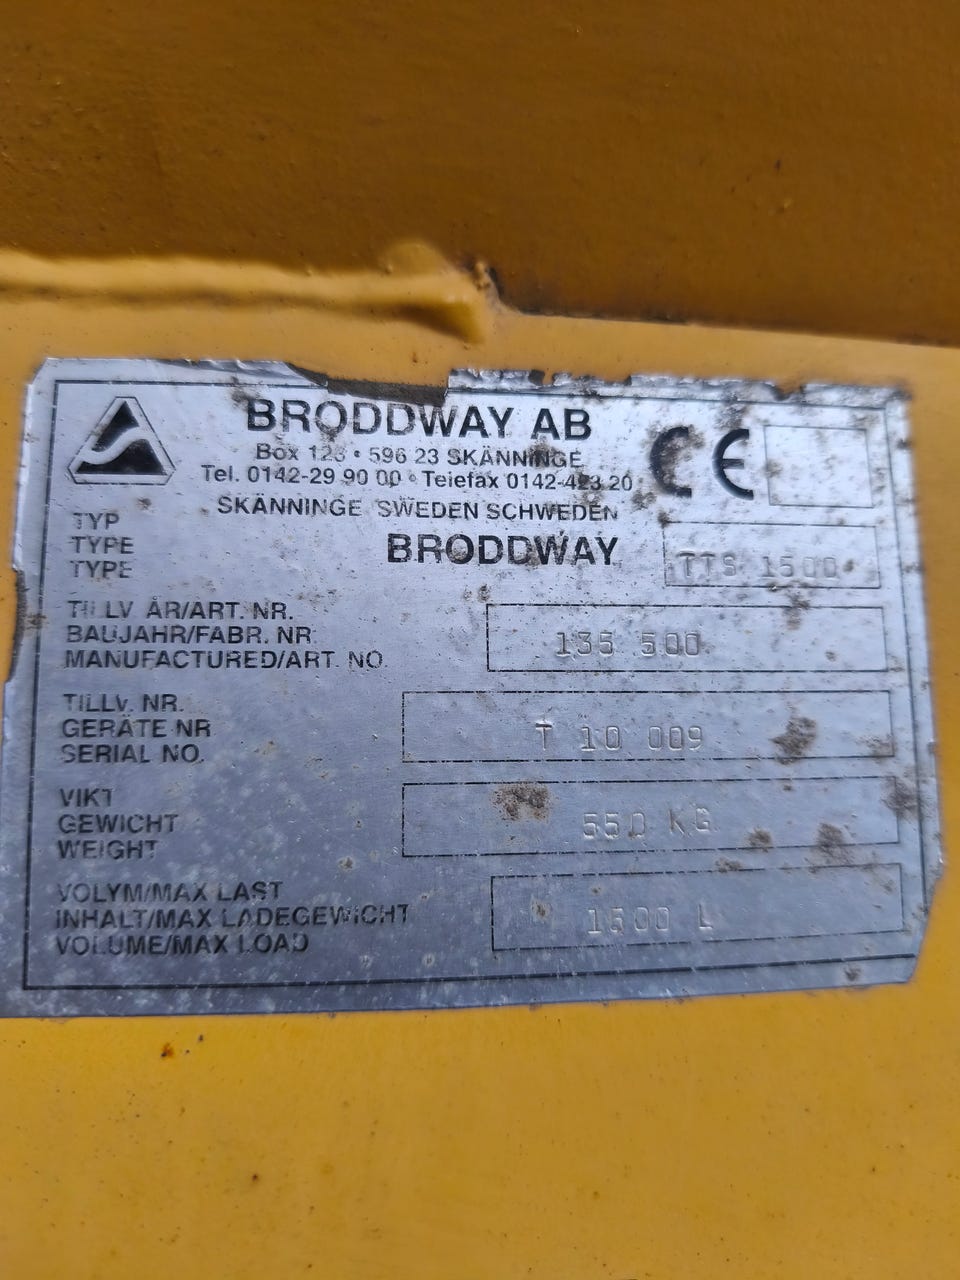 BRODDWAY AB
Box 123 • 596 23 SKÄNNINGE
Tel. 0142-29 90 00 • Telefax 0142-423 20
SKÄNNINGE SWEDEN SCHWEDEN
CE
TYP
TYPE
TYPE
BRODDWAY
TTS 1500
TILLV ÅR/ART. NR.
BAUJAHR/FABR. NR
MANUFACTURED/ART. NO.
135 500
TILLV. NR.
GERÄTE NR
SERIAL NO.
T 10 009
VIKT
GEWICHT
WEIGHT
550 KG
VOLYM/MAX LAST
INHALT/MAX LADEGEWICHT
VOLUME/MAX LOAD
1500 L